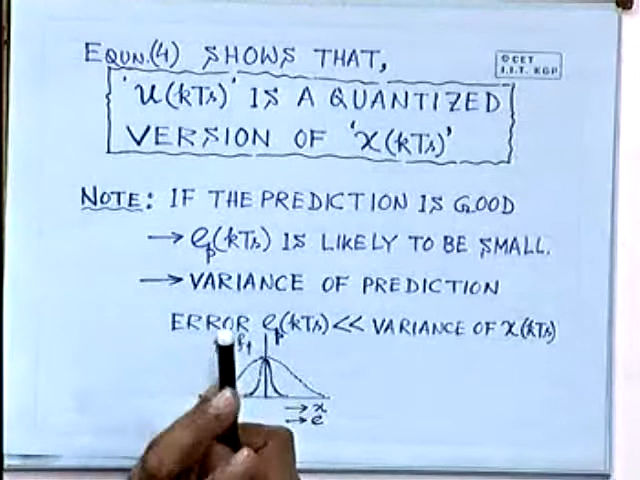 EQUN.(4) SHOWS THAT,
© CET
I.I.T. KGP
'u(kTs)' IS A QUANTIZED
VERSION OF 'x(kTs)'
NOTE: IF THE PREDICTION IS GOOD
→ ep(kTs) IS LIKELY TO BE SMALL.
→ VARIANCE OF PREDICTION
ERROR ep(kTs) << VARIANCE OF x(kTs)
→ x
→ e